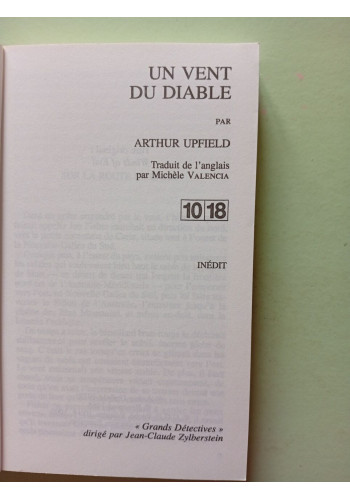 UN VENT
DU DIABLE
PAR
ARTHUR UPFIELD
Traduit de l'anglais
par Michèle VALENCIA
10|18
INÉDIT
« Grands Détectives »
dirigé par Jean-Claude Zylberstein